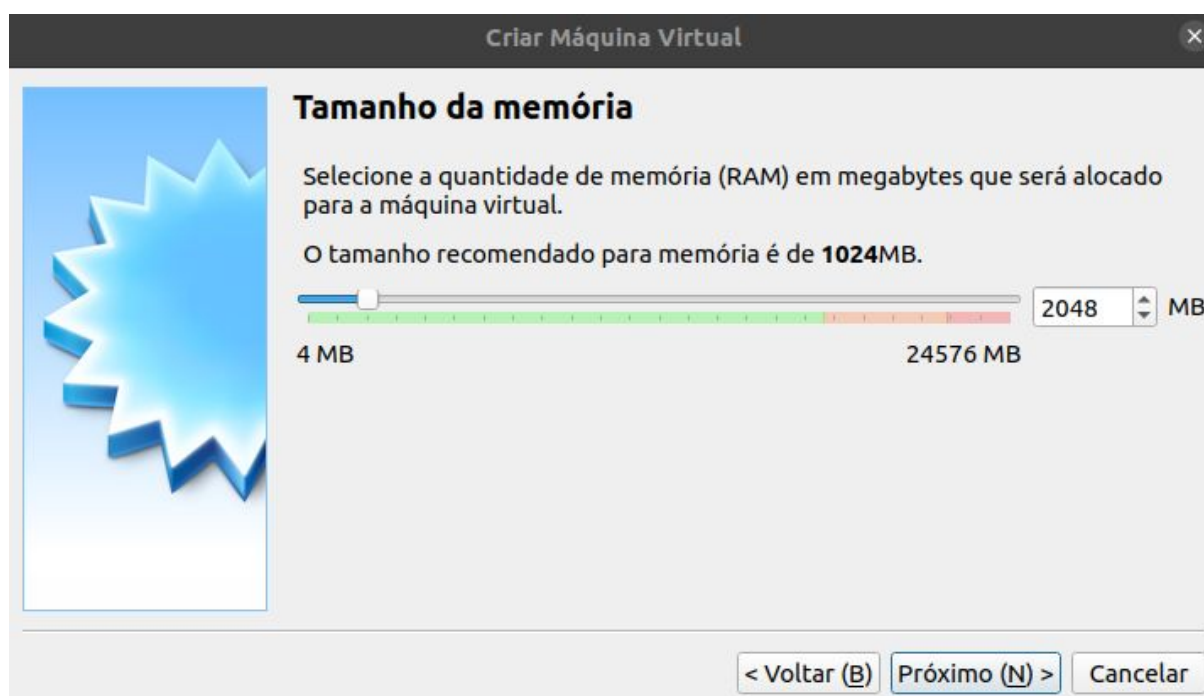 Criar Máquina Virtual
Tamanho da memória
Selecione a quantidade de memória (RAM) em megabytes que será alocado
para a máquina virtual.
O tamanho recomendado para memória é de 1024MB.
2048 MB
4 MB 24576 MB
< Voltar (B) Próximo (N) > Cancelar